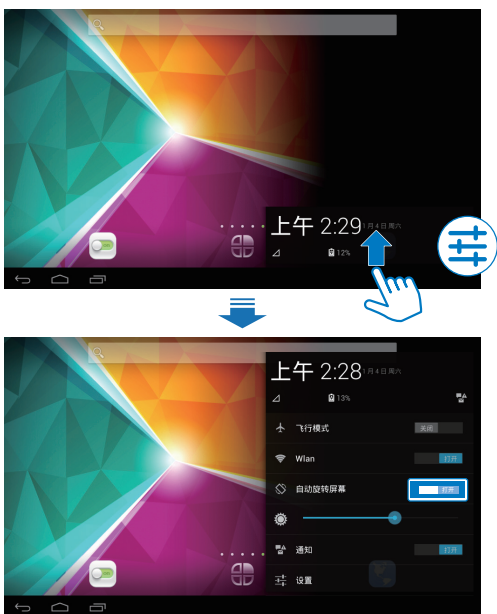 上午 2:29 1月4日周六
12%
上午 2:28 1月4日周六
13%
飞行模式 关闭
Wlan 打开
自动旋转屏幕 打开
通知 打开
设置